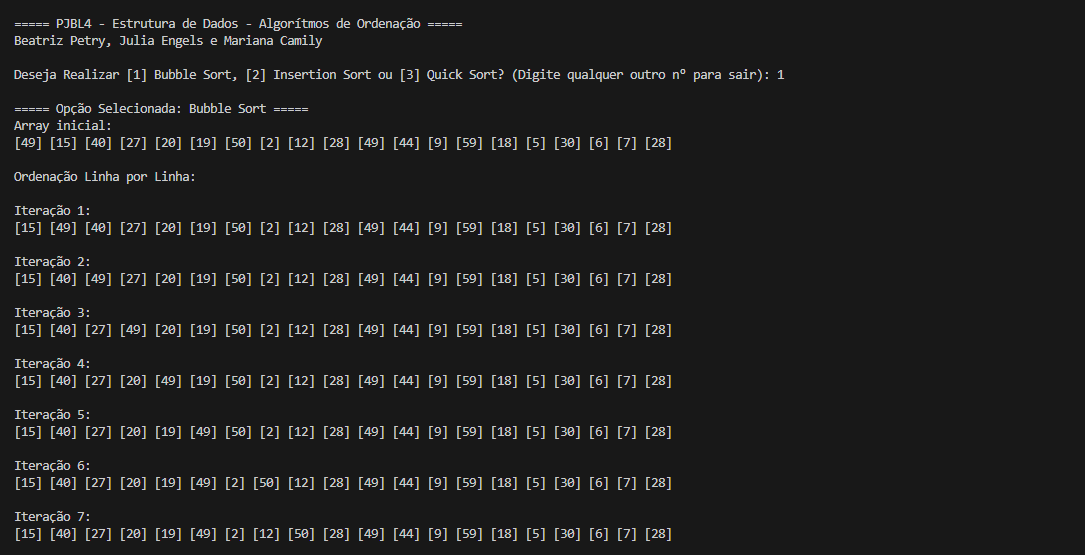 ===== PJBL4 - Estrutura de Dados - Algorítmos de Ordenação =====
Beatriz Petry, Julia Engels e Mariana Camily
Deseja Realizar [1] Bubble Sort, [2] Insertion Sort ou [3] Quick Sort? (Digite qualquer outro nº para sair): 1
===== Opção Selecionada: Bubble Sort =====
Array inicial:
[49] [15] [40] [27] [20] [19] [50] [2] [12] [28] [49] [44] [9] [59] [18] [5] [30] [6] [7] [28]
Ordenação Linha por Linha:
Iteração 1:
[15] [49] [40] [27] [20] [19] [50] [2] [12] [28] [49] [44] [9] [59] [18] [5] [30] [6] [7] [28]
Iteração 2:
[15] [40] [49] [27] [20] [19] [50] [2] [12] [28] [49] [44] [9] [59] [18] [5] [30] [6] [7] [28]
Iteração 3:
[15] [40] [27] [49] [20] [19] [50] [2] [12] [28] [49] [44] [9] [59] [18] [5] [30] [6] [7] [28]
Iteração 4:
[15] [40] [27] [20] [49] [19] [50] [2] [12] [28] [49] [44] [9] [59] [18] [5] [30] [6] [7] [28]
Iteração 5:
[15] [40] [27] [20] [19] [49] [50] [2] [12] [28] [49] [44] [9] [59] [18] [5] [30] [6] [7] [28]
Iteração 6:
[15] [40] [27] [20] [19] [49] [2] [50] [12] [28] [49] [44] [9] [59] [18] [5] [30] [6] [7] [28]
Iteração 7:
[15] [40] [27] [20] [19] [49] [2] [12] [50] [28] [49] [44] [9] [59] [18] [5] [30] [6] [7] [28]